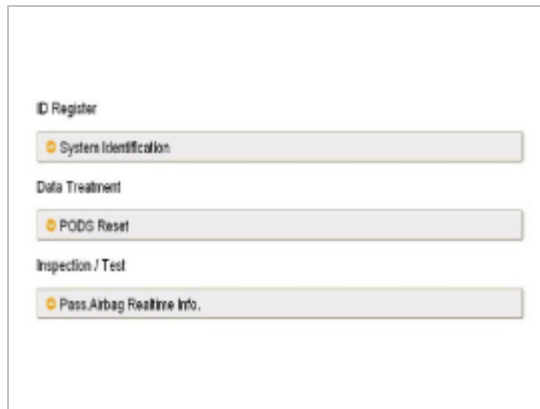 ID Register
System Identification
Data Treatment
PODS Reset
Inspection / Test
Pass.Airbag Realtime Info.